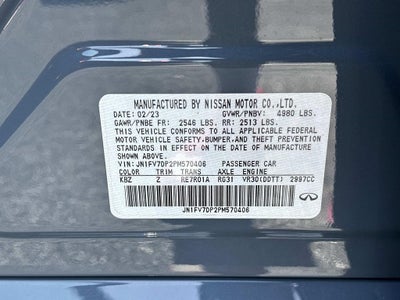 MANUFACTURED BY NISSAN MOTOR CO.,LTD.
DATE: 02/23 GVWR/PNBV: 4980 LBS.
GAWR/PNBE FR: 2546 LBS. RR: 2513 LBS.
THIS VEHICLE CONFORMS TO ALL APPLICABLE FEDERAL
MOTOR VEHICLE SAFETY, BUMPER, AND THEFT PREVENTION
STANDARDS IN EFFECT ON THE DATE OF
MANUFACTURE SHOWN ABOVE.
VIN: JN1FV7DP2PM570406 PASSENGER CAR
COLOR TRIM TRANS AXLE ENGINE
KBZ Z RE7R01A RG31 VR30(DDTT) 2997CC
JN1FV7DP2PM570406